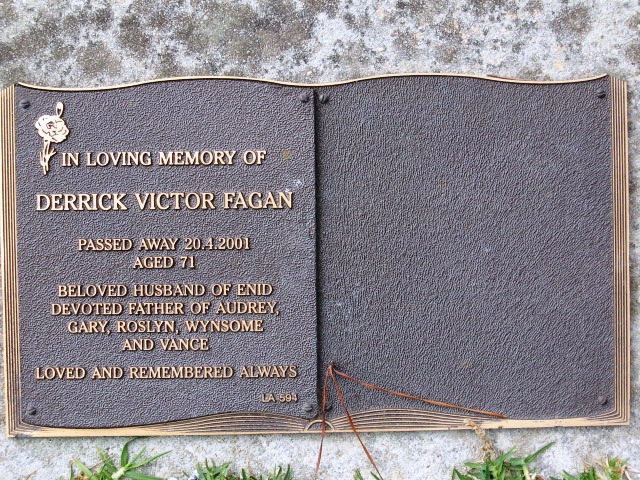 IN LOVING MEMORY OF
DERRICK VICTOR FAGAN
PASSED AWAY 20.4.2001
AGED 71
BELOVED HUSBAND OF ENID
DEVOTED FATHER OF AUDREY,
GARY, ROSLYN, WYNSOME
AND VANCE
LOVED AND REMEMBERED ALWAYS
LA 594